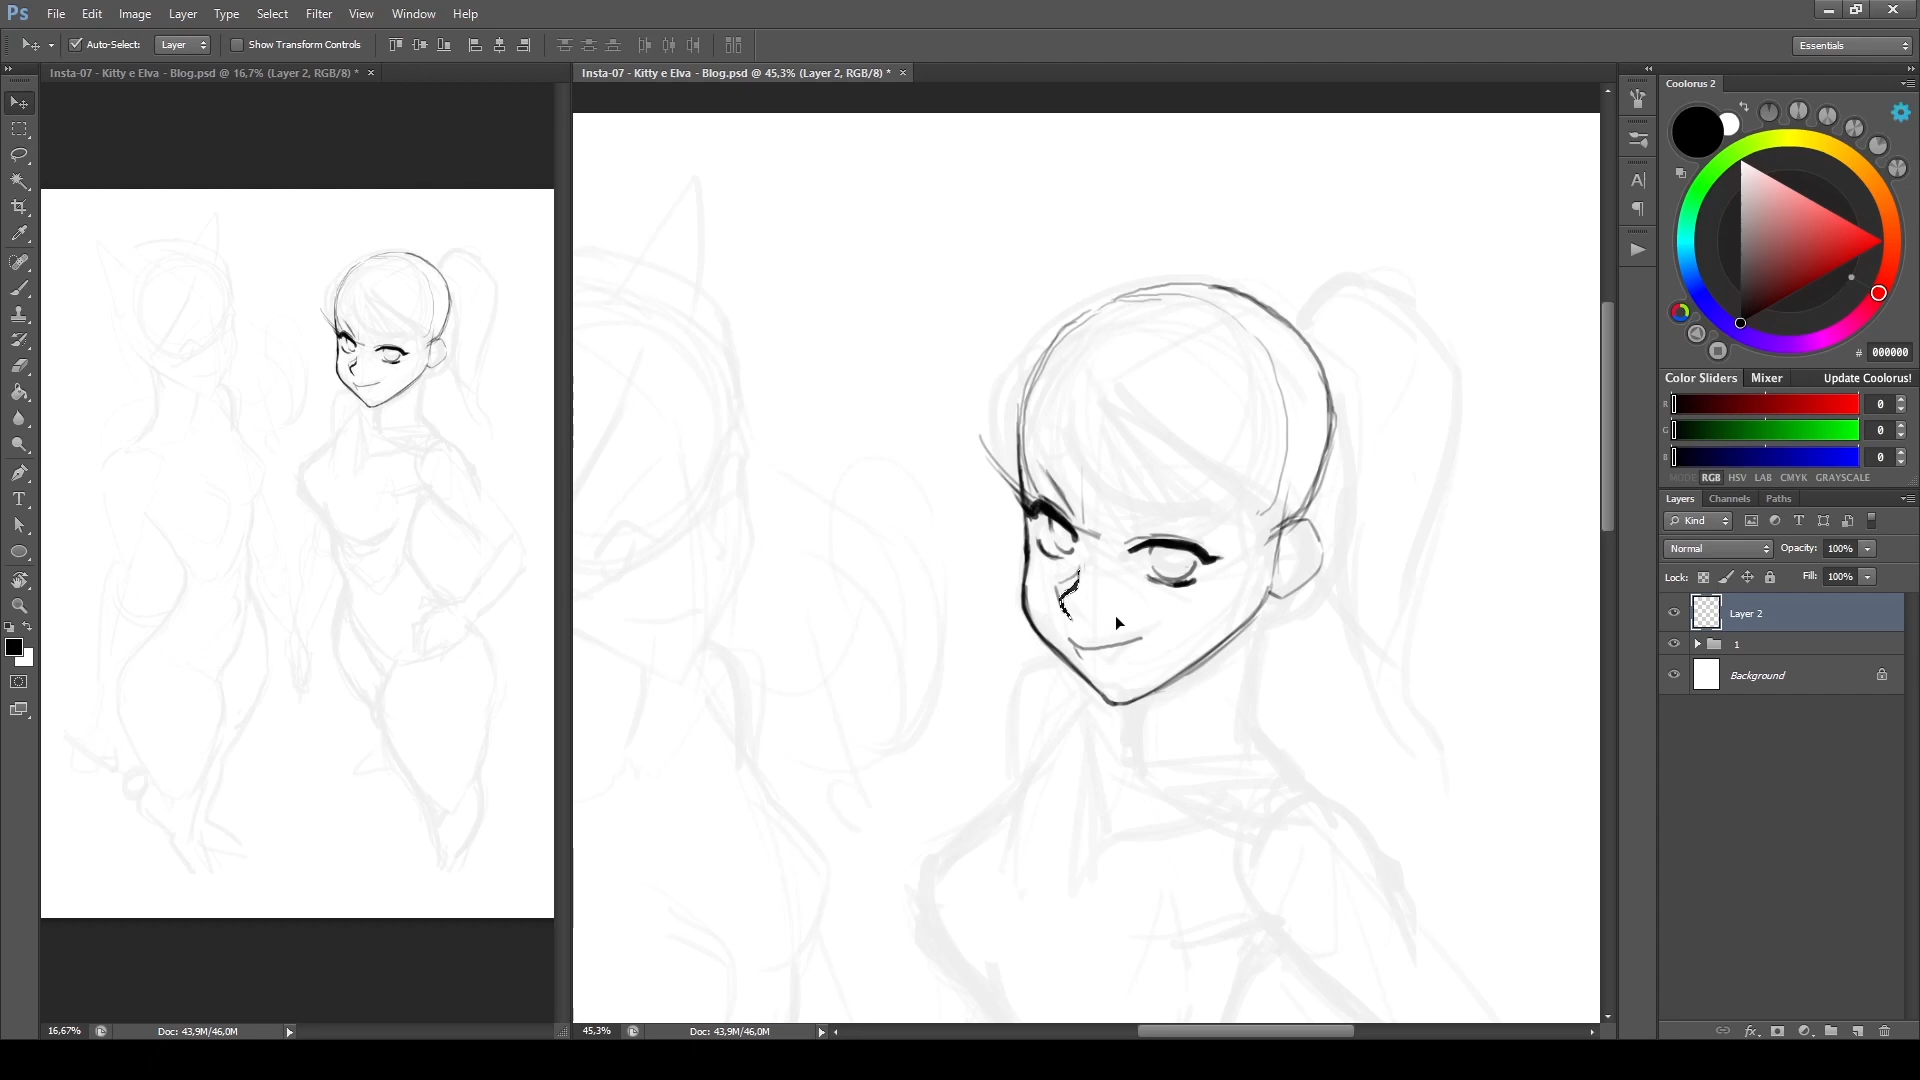 Ps File Edit Image Layer Type Select Filter View Window Help
Auto-Select: Layer Show Transform Controls Essentials
Insta-07 - Kitty e Elva - Blog.psd @ 16,7% (Layer 2, RGB/8) * ×
Insta-07 - Kitty e Elva - Blog.psd @ 45,3% (Layer 2, RGB/8) * ×
Coolorus 2
# 000000
Color Sliders Mixer Update Coolorus!
R 0
G 0
B 0
MODE RGB HSV LAB CMYK GRAYSCALE
Layers Channels Paths
Kind
Normal Opacity: 100%
Lock: Fill: 100%
Layer 2
1
Background
16,67% Doc: 43,9M/46,0M
45,3% Doc: 43,9M/46,0M